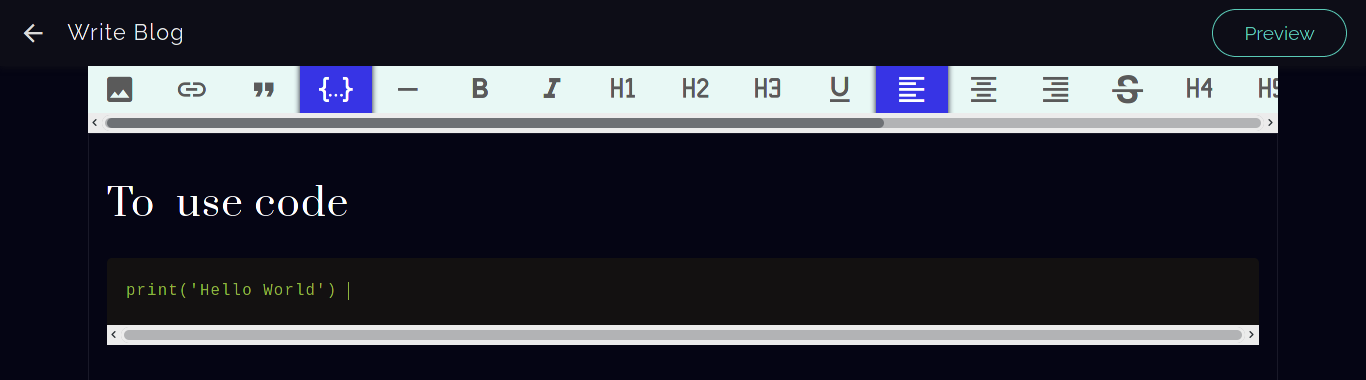 Write Blog
Preview
{...} B I H1 H2 H3 U S H4 H5
To use code
print('Hello World')